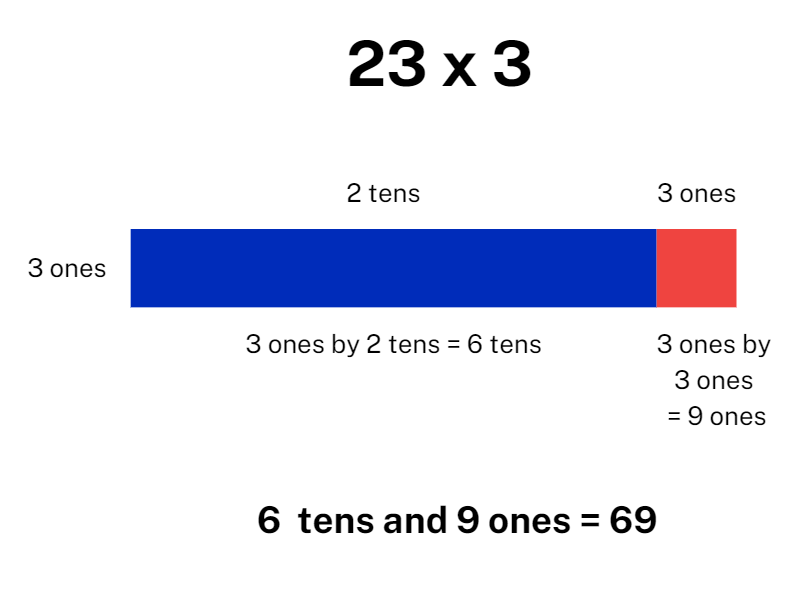 23 x 3
2 tens
3 ones
3 ones
3 ones by 2 tens = 6 tens
3 ones by
3 ones
= 9 ones
6 tens and 9 ones = 69